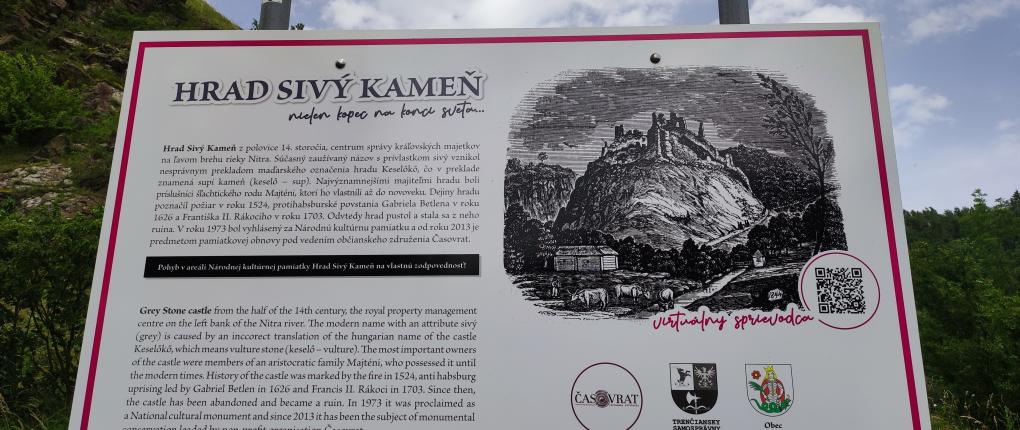 HRAD SIVÝ KAMEŇ
nielen kopec na konci sveta...
Hrad Sivý Kameň z polovice 14. storočia, centrum správy kráľovských majetkov
na ľavom brehu rieky Nitra. Súčasný zaužívaný názov s prívlastkom sivý vznikol
nesprávnym prekladom maďarského označenia hradu Keselőkő, čo v preklade
znamená supí kameň (keselő – sup). Najvýznamnejšími majiteľmi hradu boli
príslušníci šľachtického rodu Majténi, ktorí ho vlastnili až do novoveku. Dejiny hradu
poznačil požiar v roku 1524, protihabsburské povstania Gabriela Betlena v roku
1626 a Františka II. Rákociho v roku 1703. Odvtedy hrad pustol a stala sa z neho
ruina. V roku 1973 bol vyhlásený za Národnú kultúrnu pamiatku a od roku 2013 je
predmetom pamiatkovej obnovy pod vedením občianskeho združenia Časovrat.
Pohyb v areáli Národnej kultúrnej pamiatky Hrad Sivý Kameň na vlastnú zodpovednosť!
Grey Stone castle from the half of the 14th century, the royal property management
centre on the left bank of the Nitra river. The modern name with an attribute sivý
(grey) is caused by an inccorect translation of the hungarian name of the castle
Keselőkő, which means vulture stone (keselő – vulture). The most important owners
of the castle were members of an aristocratic family Majténi, who possessed it until
the modern times. History of the castle was marked by the fire in 1524, anti habsburg
uprising led by Gabriel Betlen in 1626 and Francis II. Rákoci in 1703. Since then,
the castle has been abandoned and became a ruin. In 1973 it was proclaimed as
a National cultural monument and since 2013 it has been the subject of monumental
conservation leaded by non-profit organisation Časovrat.
1844
virtuálny sprievodca
ČASOVRAT
TRENČIANSKY
SAMOSPRÁVNY
Obec